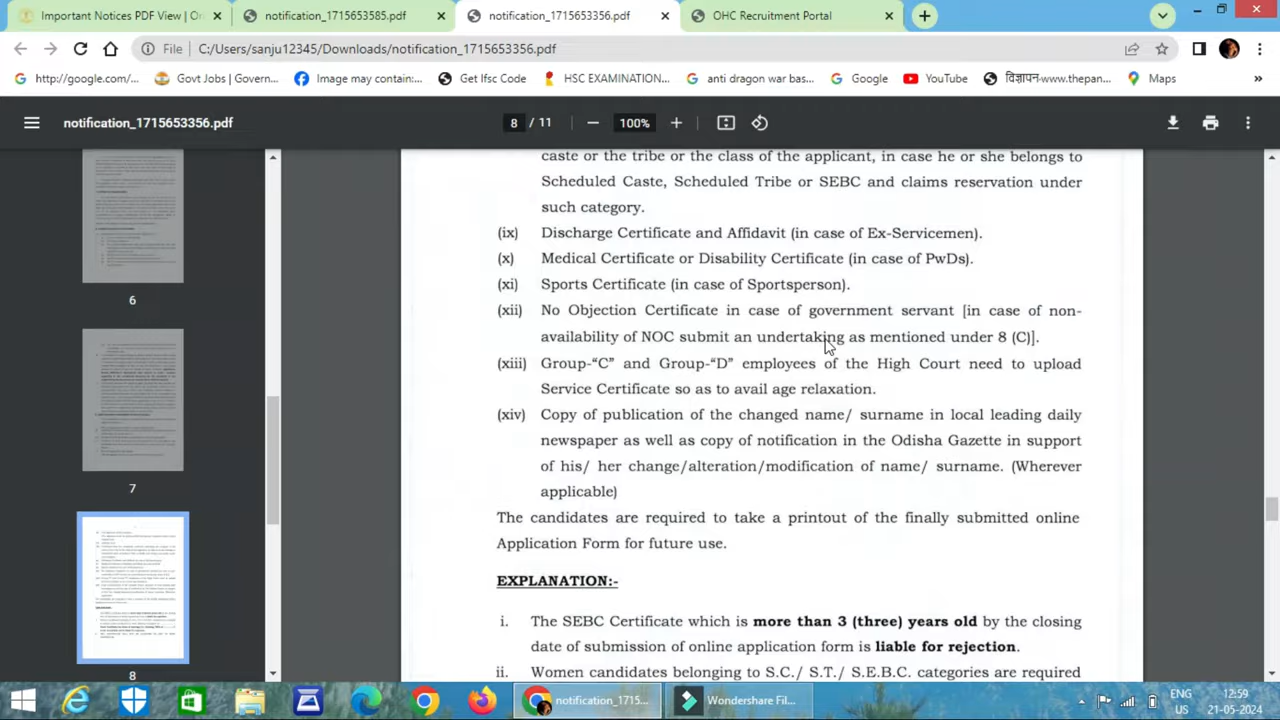 Important Notices PDF View | Ori
notification_1715653585.pdf
notification_1715653356.pdf
OHC Recruitment Portal
File
C:/Users/sanju12345/Downloads/notification_1715653356.pdf
http://google.com/...
Govt Jobs | Govern...
Image may contain:...
Get Ifsc Code
HSC EXAMINATION...
anti dragon war bas...
Google
YouTube
विज्ञापन-www.thepan...
Maps
»
notification_1715653356.pdf
8 / 11
100%
caste or the tribe or the class of the applicant, in case he or she belongs to
Scheduled Caste, Scheduled Tribe or SEBC and claims reservation under
such category.
(ix) Discharge Certificate and Affidavit (in case of Ex-Servicemen).
(x) Medical Certificate or Disability Certificate (in case of PwDs).
(xi) Sports Certificate (in case of Sportsperson).
(xii) No Objection Certificate in case of government servant [in case of non-
availability of NOC submit an undertaking as mentioned under 8 (C)].
(xiii) Group-"C" and Group-"D" employees of the High Court need to upload
Service Certificate so as to avail age relaxation.
(xiv) Copy of publication of the changed name/ surname in local leading daily
newspaper as well as copy of notification in the Odisha Gazette in support
of his/ her change/alteration/modification of name/ surname. (Wherever
applicable)
The candidates are required to take a printout of the finally submitted online
Application Form for future use.
EXPLANATION:-
i. The SEBC Certificate which is more than 3 (three) years old by the closing
date of submission of online application form is liable for rejection.
ii. Women candidates belonging to S.C./ S.T./ S.E.B.C. categories are required
6
7
8
notification_1715...
Wondershare Fil...
ENG
US
12:59
21-05-2024